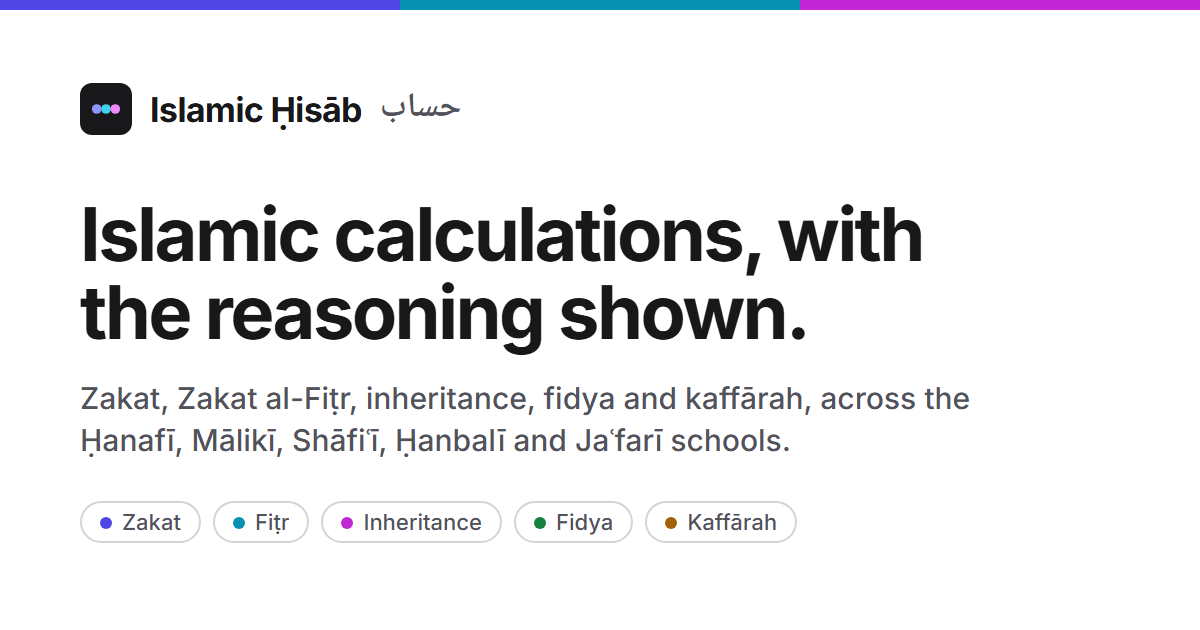 Islamic Ḥisāb حساب
Islamic calculations, with
the reasoning shown.
Zakat, Zakat al-Fiṭr, inheritance, fidya and kaffārah, across the
Ḥanafī, Mālikī, Shāfiʿī, Ḥanbalī and Jaʿfarī schools.
Zakat Fiṭr Inheritance Fidya Kaffārah